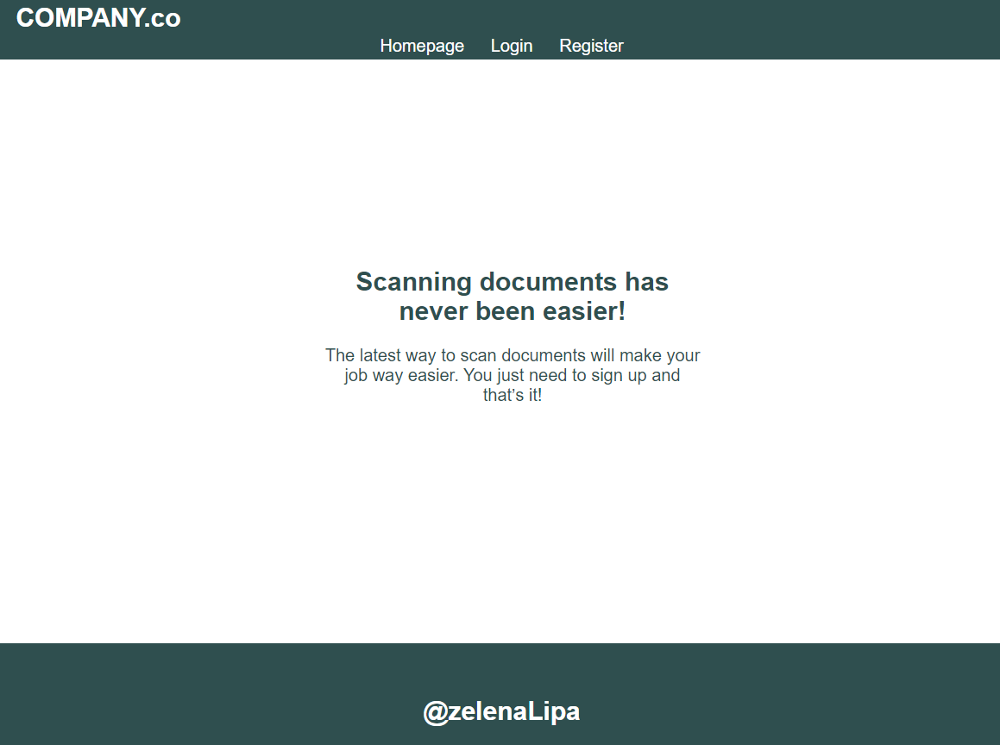 COMPANY.co
Homepage Login Register
Scanning documents has
never been easier!
The latest way to scan documents will make your
job way easier. You just need to sign up and
that’s it!
@zelenaLipa